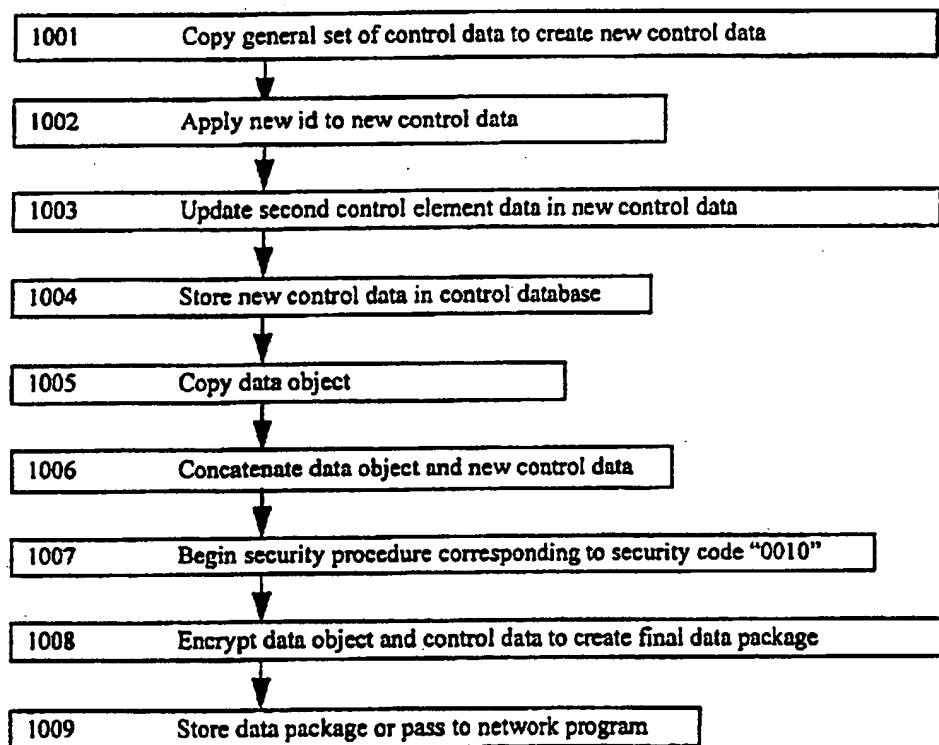 1001 Copy general set of control data to create new control data
1002 Apply new id to new control data
1003 Update second control element data in new control data
1004 Store new control data in control database
1005 Copy data object
1006 Concatenate data object and new control data
1007 Begin security procedure corresponding to security code “0010”
1008 Encrypt data object and control data to create final data package
1009 Store data package or pass to network program